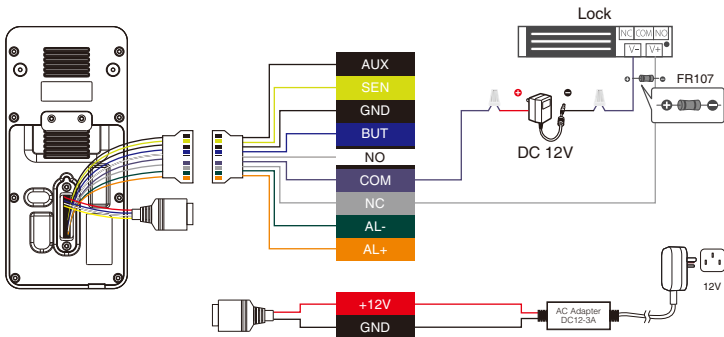 Lock
NC COM NO
V- V+
FR107
AUX
SEN
GND
BUT
NO
COM
NC
AL-
AL+
DC 12V
+12V
GND
AC Adapter
DC12-3A
12V